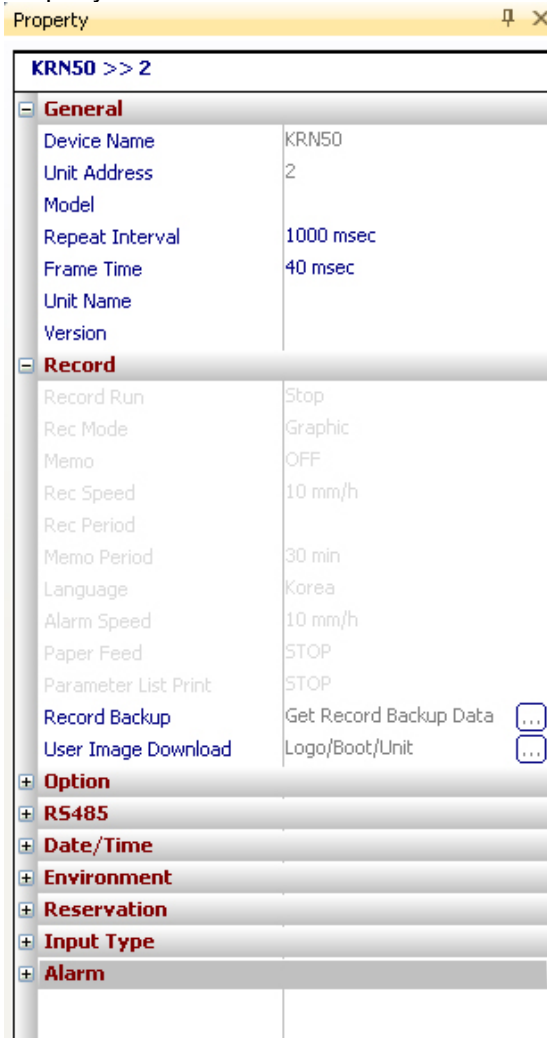 Property
KRN50 >> 2
General
Device Name KRN50
Unit Address 2
Model
Repeat Interval 1000 msec
Frame Time 40 msec
Unit Name
Version
Record
Record Run Stop
Rec Mode Graphic
Memo OFF
Rec Speed 10 mm/h
Rec Period
Memo Period 30 min
Language Korea
Alarm Speed 10 mm/h
Paper Feed STOP
Parameter List Print STOP
Record Backup Get Record Backup Data ...
User Image Download Logo/Boot/Unit ...
Option
RS485
Date/Time
Environment
Reservation
Input Type
Alarm